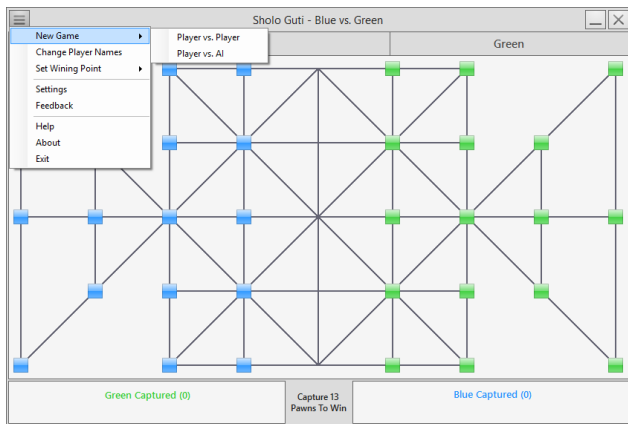 Sholo Guti - Blue vs. Green
Green
New Game
Player vs. Player
Change Player Names
Player vs. AI
Set Wining Point
Settings
Feedback
Help
About
Exit
Green Captured (0)
Capture 13
Pawns To Win
Blue Captured (0)